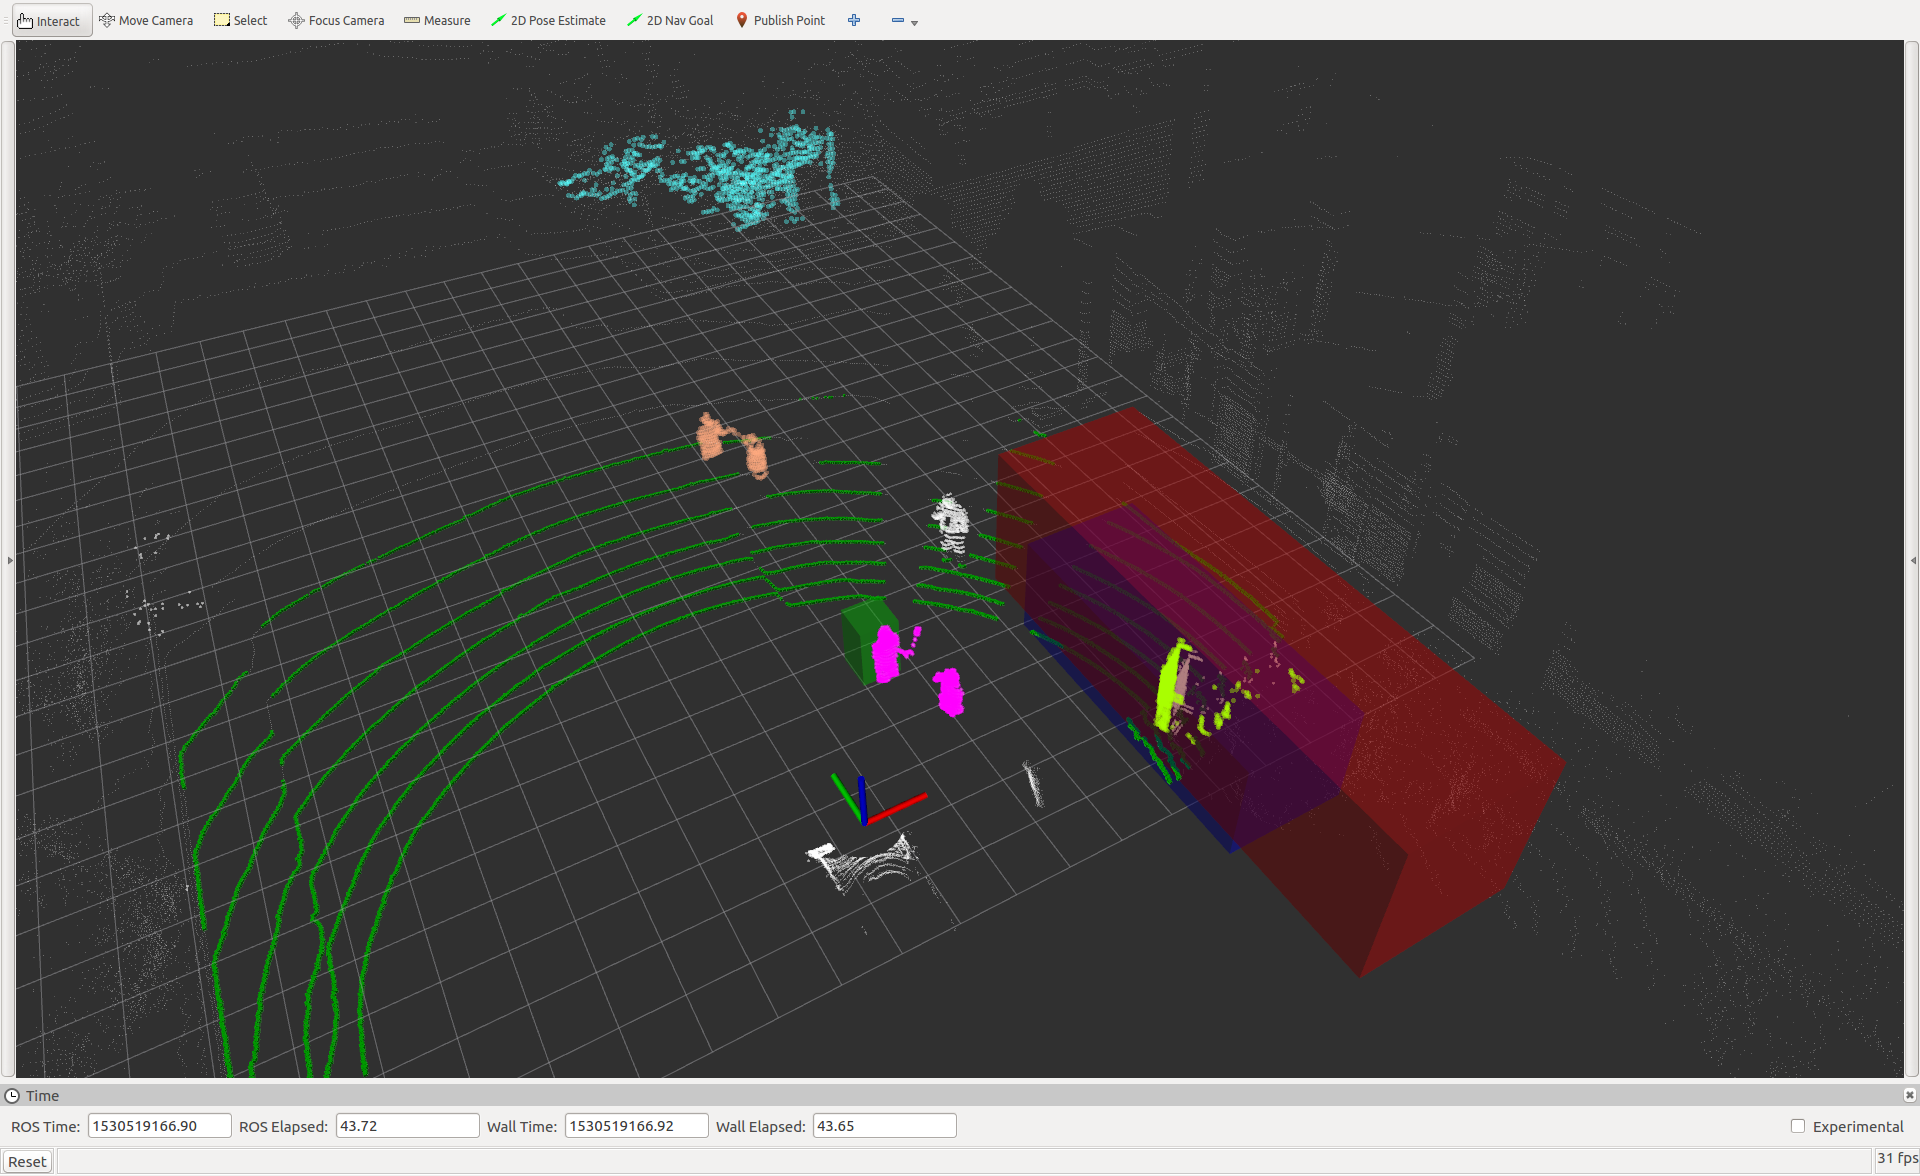 Interact Move Camera Select Focus Camera Measure 2D Pose Estimate 2D Nav Goal Publish Point
Time
ROS Time: 1530519166.90 ROS Elapsed: 43.72 Wall Time: 1530519166.92 Wall Elapsed: 43.65 Experimental
Reset 31 fps